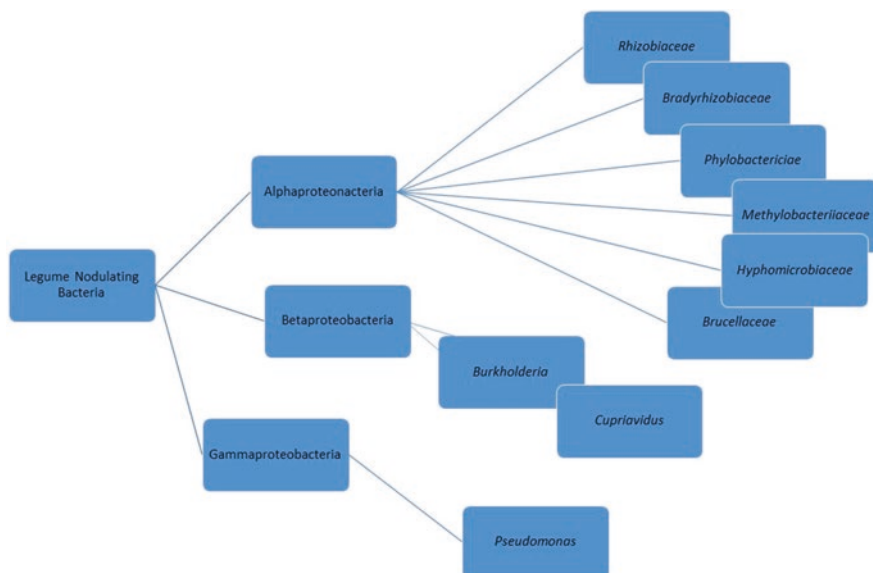 Rhizobiaceae
Bradyrhizobiaceae
Phylobactericiae
Alphaproteonacteria
Methylobacteriiaceae
Hyphomicrobiaceae
Legume Nodulating
Bacteria
Betaproteobacteria
Brucellaceae
Burkholderia
Cupriavidus
Gammaproteobacteria
Pseudomonas